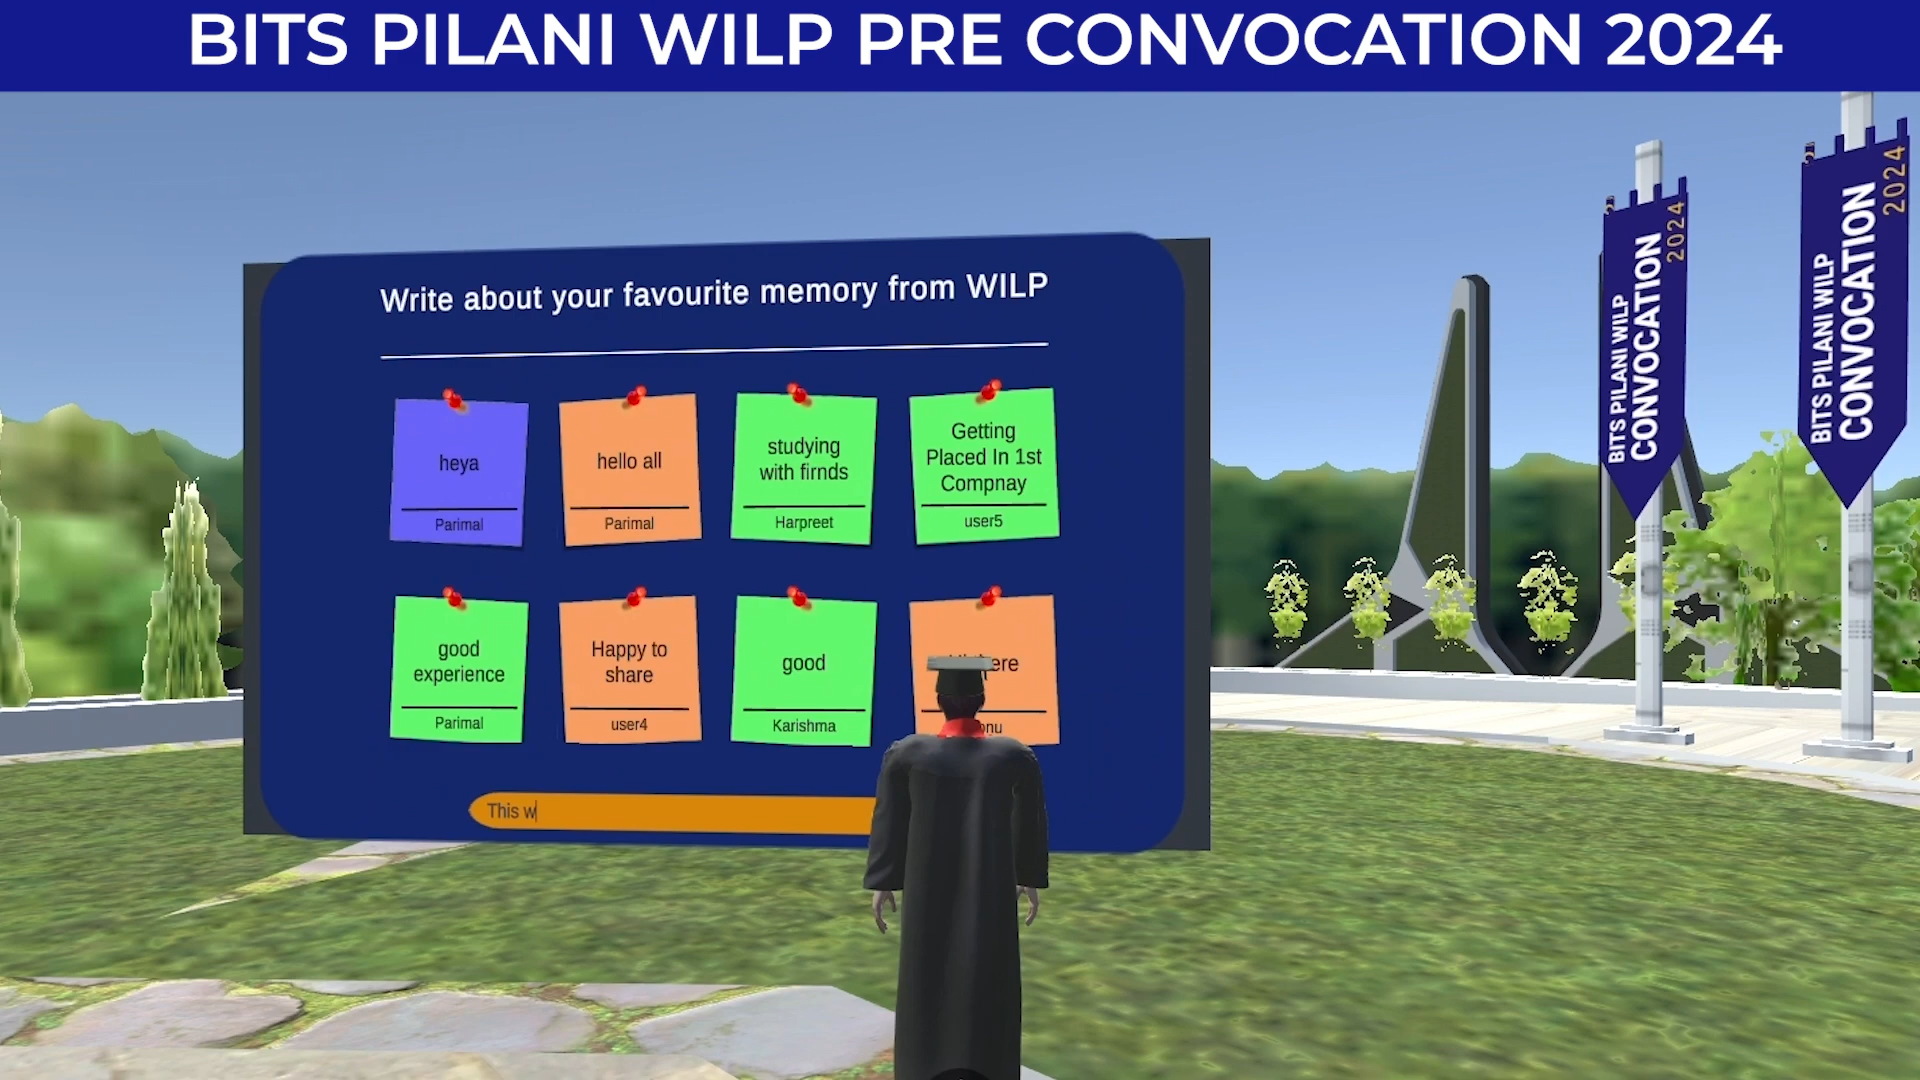 BITS PILANI WILP PRE CONVOCATION 2024
Write about your favourite memory from WILP
heya
Parimal
hello all
Parimal
studying
with firnds
Harpreet
Getting
Placed In 1st
Compnay
user5
good
experience
Parimal
Happy to
share
user4
good
Karishma
This w
BITS PILANI WILP
CONVOCATION
2024
BITS PILANI WILP
CONVOCATION
2024